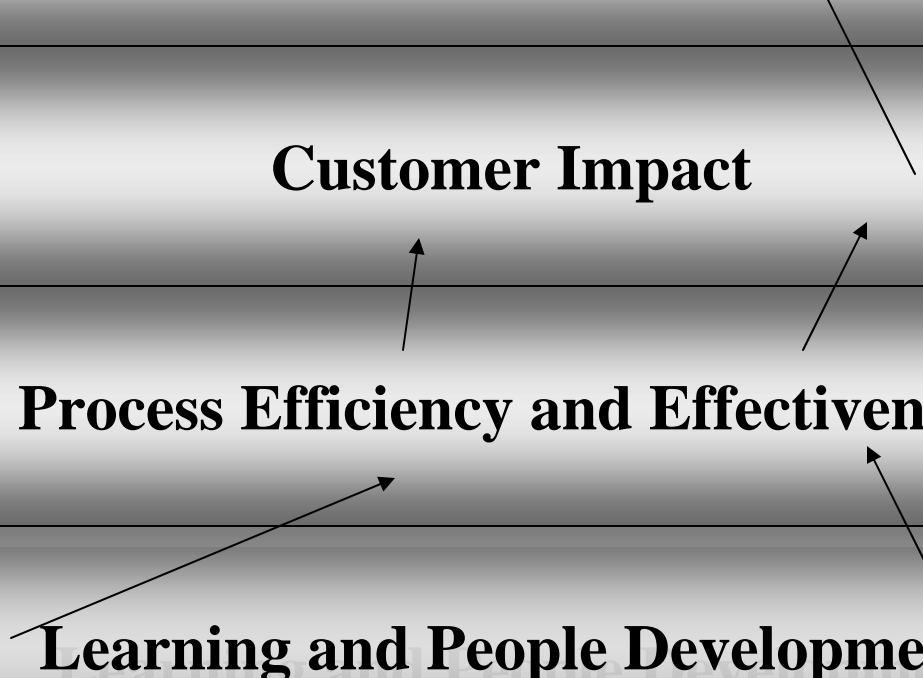 Customer Impact
Process Efficiency and Effectiven
Learning and People Developme